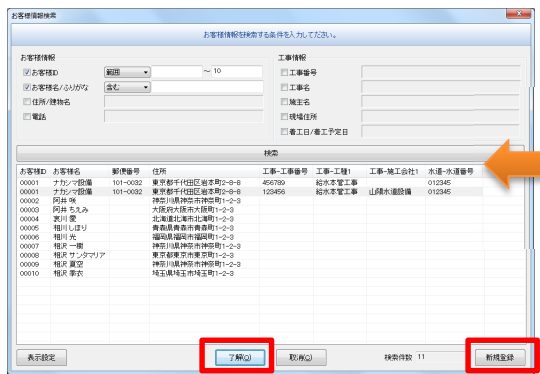 お客様情報検索
お客様情報を検索する条件を入力してください。
お客様情報
お客様ID 範囲 ～ 10
お客様名/ふりがな 含む
住所/建物名
電話
工事情報
工事番号
工事名
施主名
現場住所
着工日/着工予定日
検索
お客様ID お客様名 郵便番号 住所 工事-工事番号 工事-工種1 工事-施工会社1 水道-水道番号
00001 ナカシマ設備 101-0032 東京都千代田区岩本町2-8-8 456789 給水本管工事 012345
00001 ナカシマ設備 101-0032 東京都千代田区岩本町2-8-8 123456 給水本管工事 山陽水道設備 012345
00002 阿井 咲 神奈川県神奈市神奈町1-2-3
00003 阿井 ちえみ 大阪府大阪市大阪町1-2-3
00004 哀川 愛 北海道北海市北海町1-2-3
00005 相川 しほり 青森県青森市青森町1-2-3
00006 相川 光 福岡県福岡市福岡町1-2-3
00007 相沢 一樹 神奈川県神奈市神奈町1-2-3
00008 相沢 サンタマリア 東京都東京市東京町1-2-3
00009 相沢 夏空 神奈川県神奈市神奈町1-2-3
00010 相沢 季衣 埼玉県埼玉市埼玉町1-2-3
表示設定 了解(O) 取消(C) 検索件数 11 新規登録